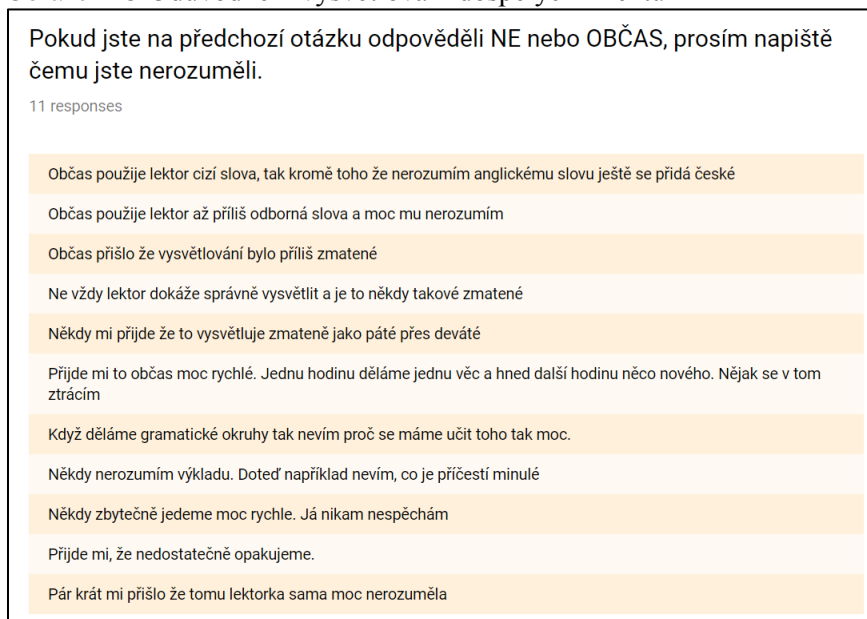 Pokud jste na předchozí otázku odpověděli NE nebo OBČAS, prosím napiště
čemu jste nerozuměli.
11 responses
Občas použije lektor cizí slova, tak kromě toho že nerozumím anglickému slovu ještě se přidá české
Občas použije lektor až příliš odborná slova a moc mu nerozumím
Občas přišlo že vysvětlování bylo příliš zmatené
Ne vždy lektor dokáže správně vysvětlit a je to někdy takové zmatené
Někdy mi přijde že to vysvětluje zmateně jako páté přes deváté
Přijde mi to občas moc rychlé. Jednu hodinu děláme jednu věc a hned další hodinu něco nového. Nějak se v tom
ztrácím
Když děláme gramatické okruhy tak nevím proč se máme učit toho tak moc.
Někdy nerozumím výkladu. Doteď například nevím, co je příčestí minulé
Někdy zbytečně jedeme moc rychle. Já nikam nespěchám
Přijde mi, že nedostatečně opakujeme.
Pár krát mi přišlo že tomu lektorka sama moc nerozuměla